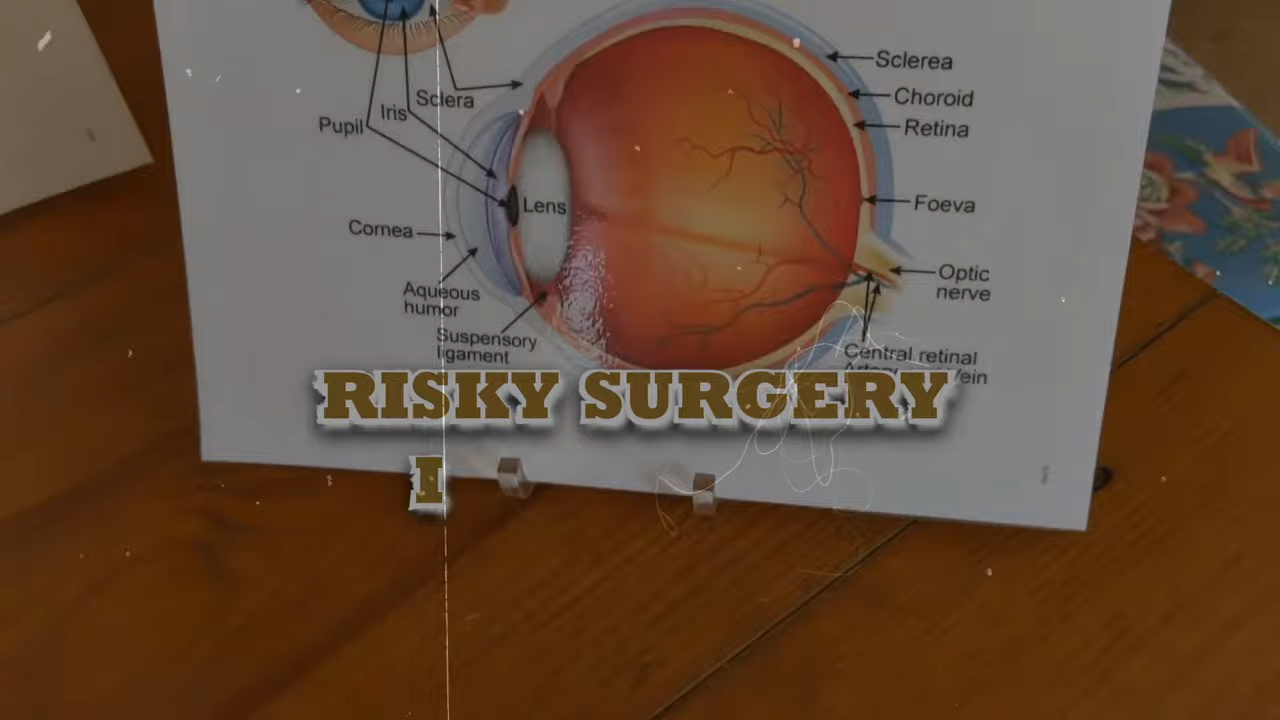 Sclerea
Choroid
Sclera
Iris
Pupil
Retina
Lens
Foeva
Cornea
Optic
nerve
Aqueous
humor
Suspensory
ligament
Central retinal
Vein
RISKY SURGERY
I